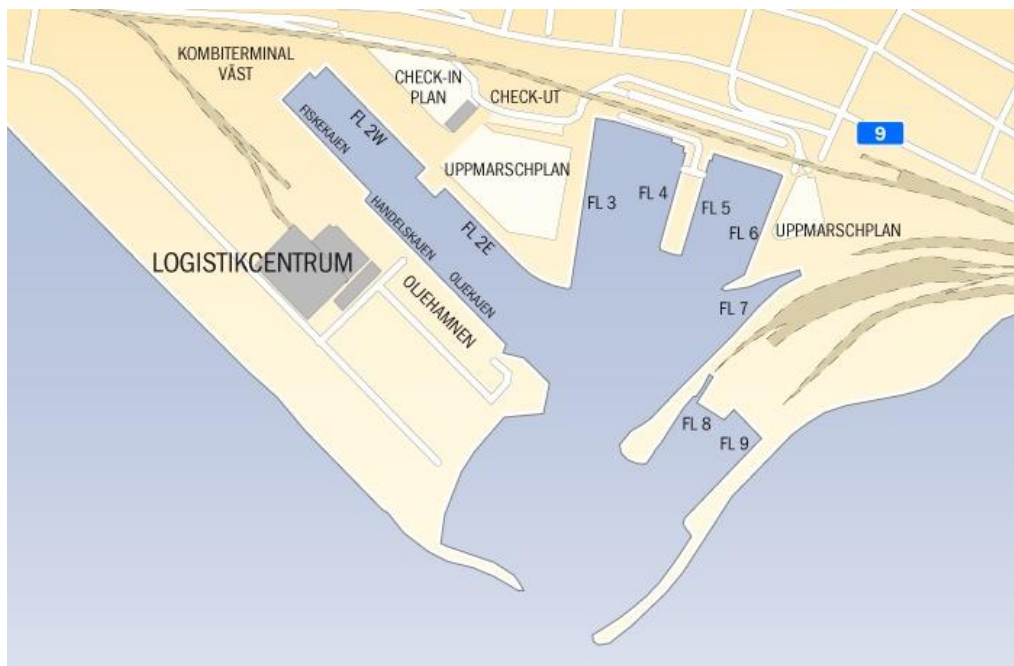 KOMBITERMINAL
VÄST
CHECK-IN
PLAN
CHECK-UT
FISKEKAJEN
FL 2W
UPPMARSCHPLAN
9
FL 3
FL 4
FL 5
FL 6
UPPMARSCHPLAN
HANDELSKAJEN
FL 2E
LOGISTIKCENTRUM
OLJEKAJEN
OLJEHAMNEN
FL 7
FL 8
FL 9